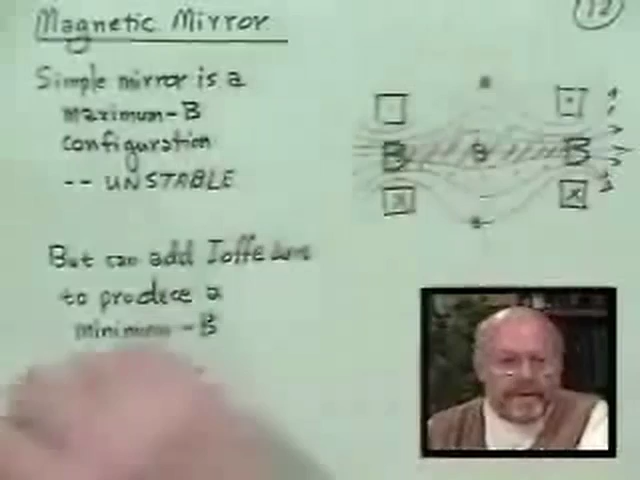 12
Magnetic Mirror
Simple mirror is a
maximum-B
configuration
-- UNSTABLE
B
B
x
x
But can add Ioffe bars
to produce a
minimum-B